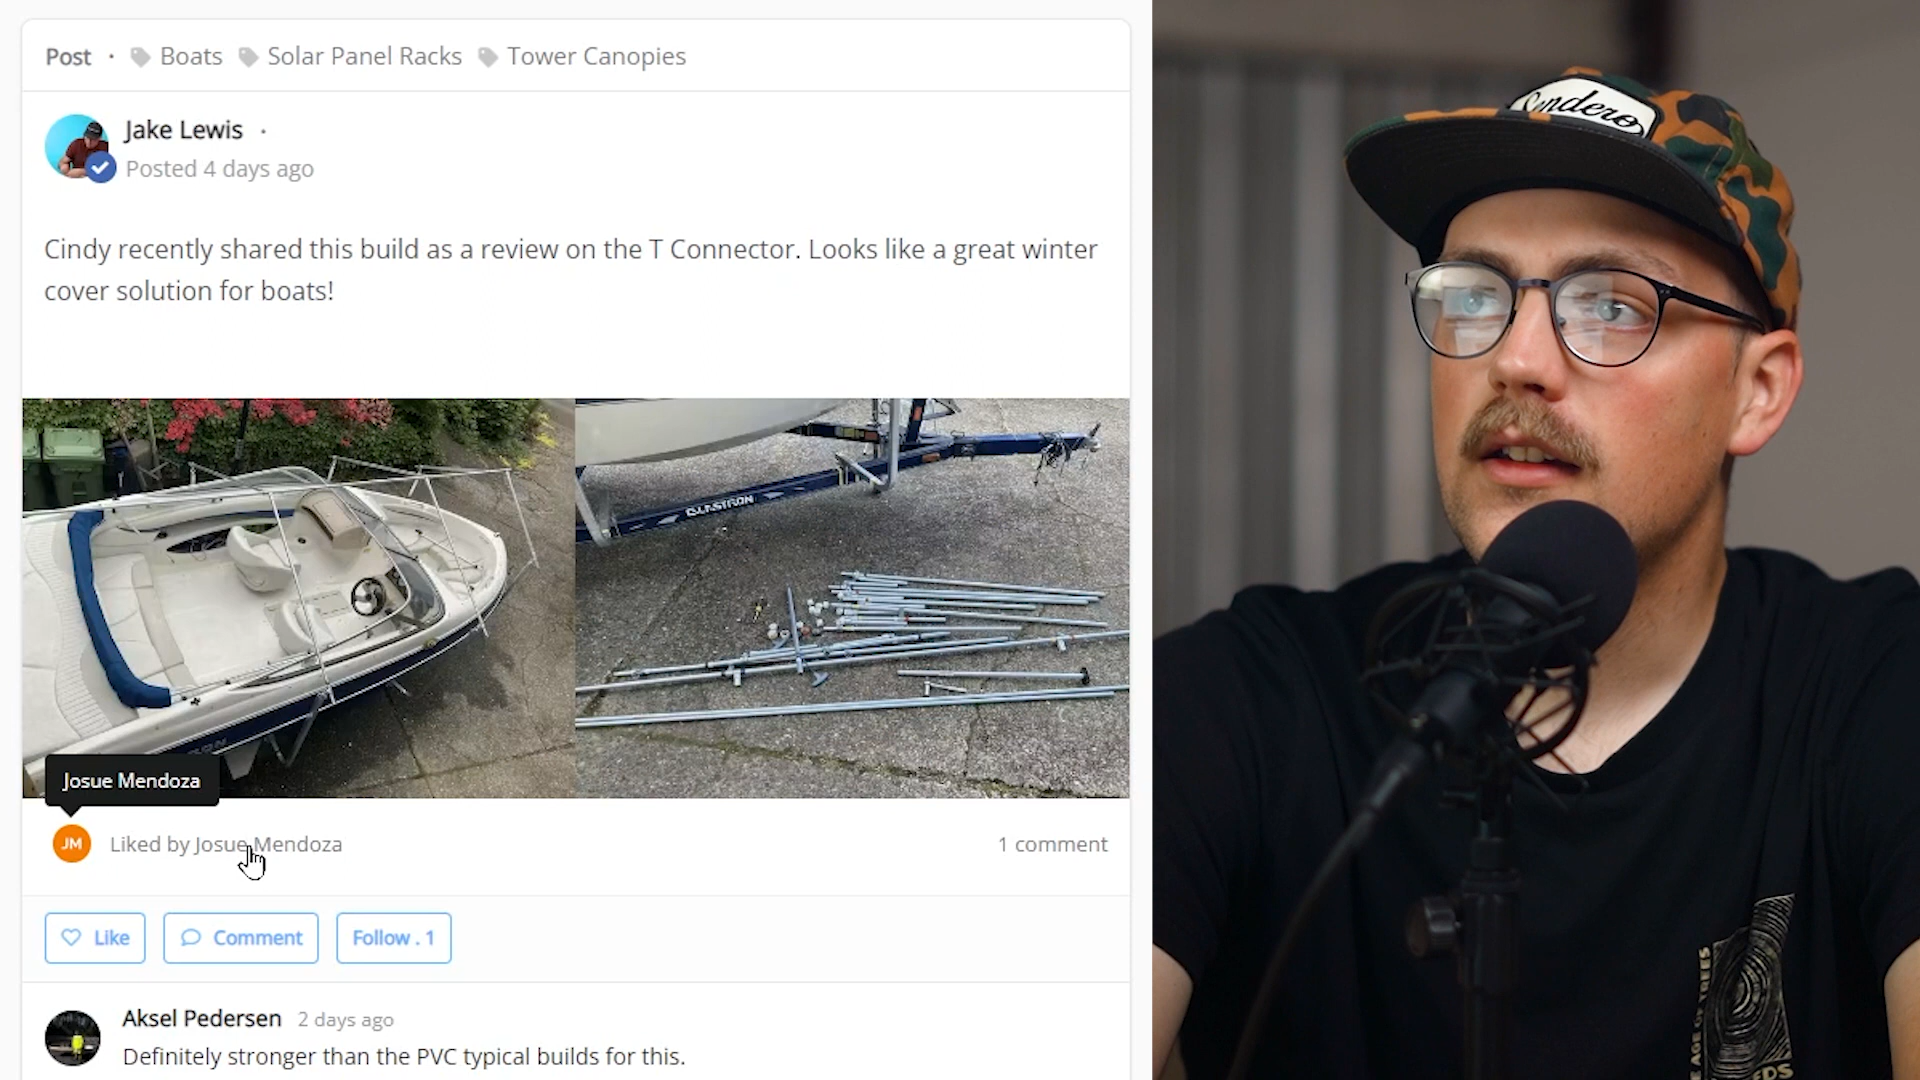 Post · Boats Solar Panel Racks Tower Canopies
Jake Lewis ·
Posted 4 days ago
Cindy recently shared this build as a review on the T Connector. Looks like a great winter
cover solution for boats!
GLASTRON
Josue Mendoza
JM Liked by Josue Mendoza
1 comment
Like
Comment
Follow . 1
Aksel Pedersen 2 days ago
Definitely stronger than the PVC typical builds for this.
Sendero